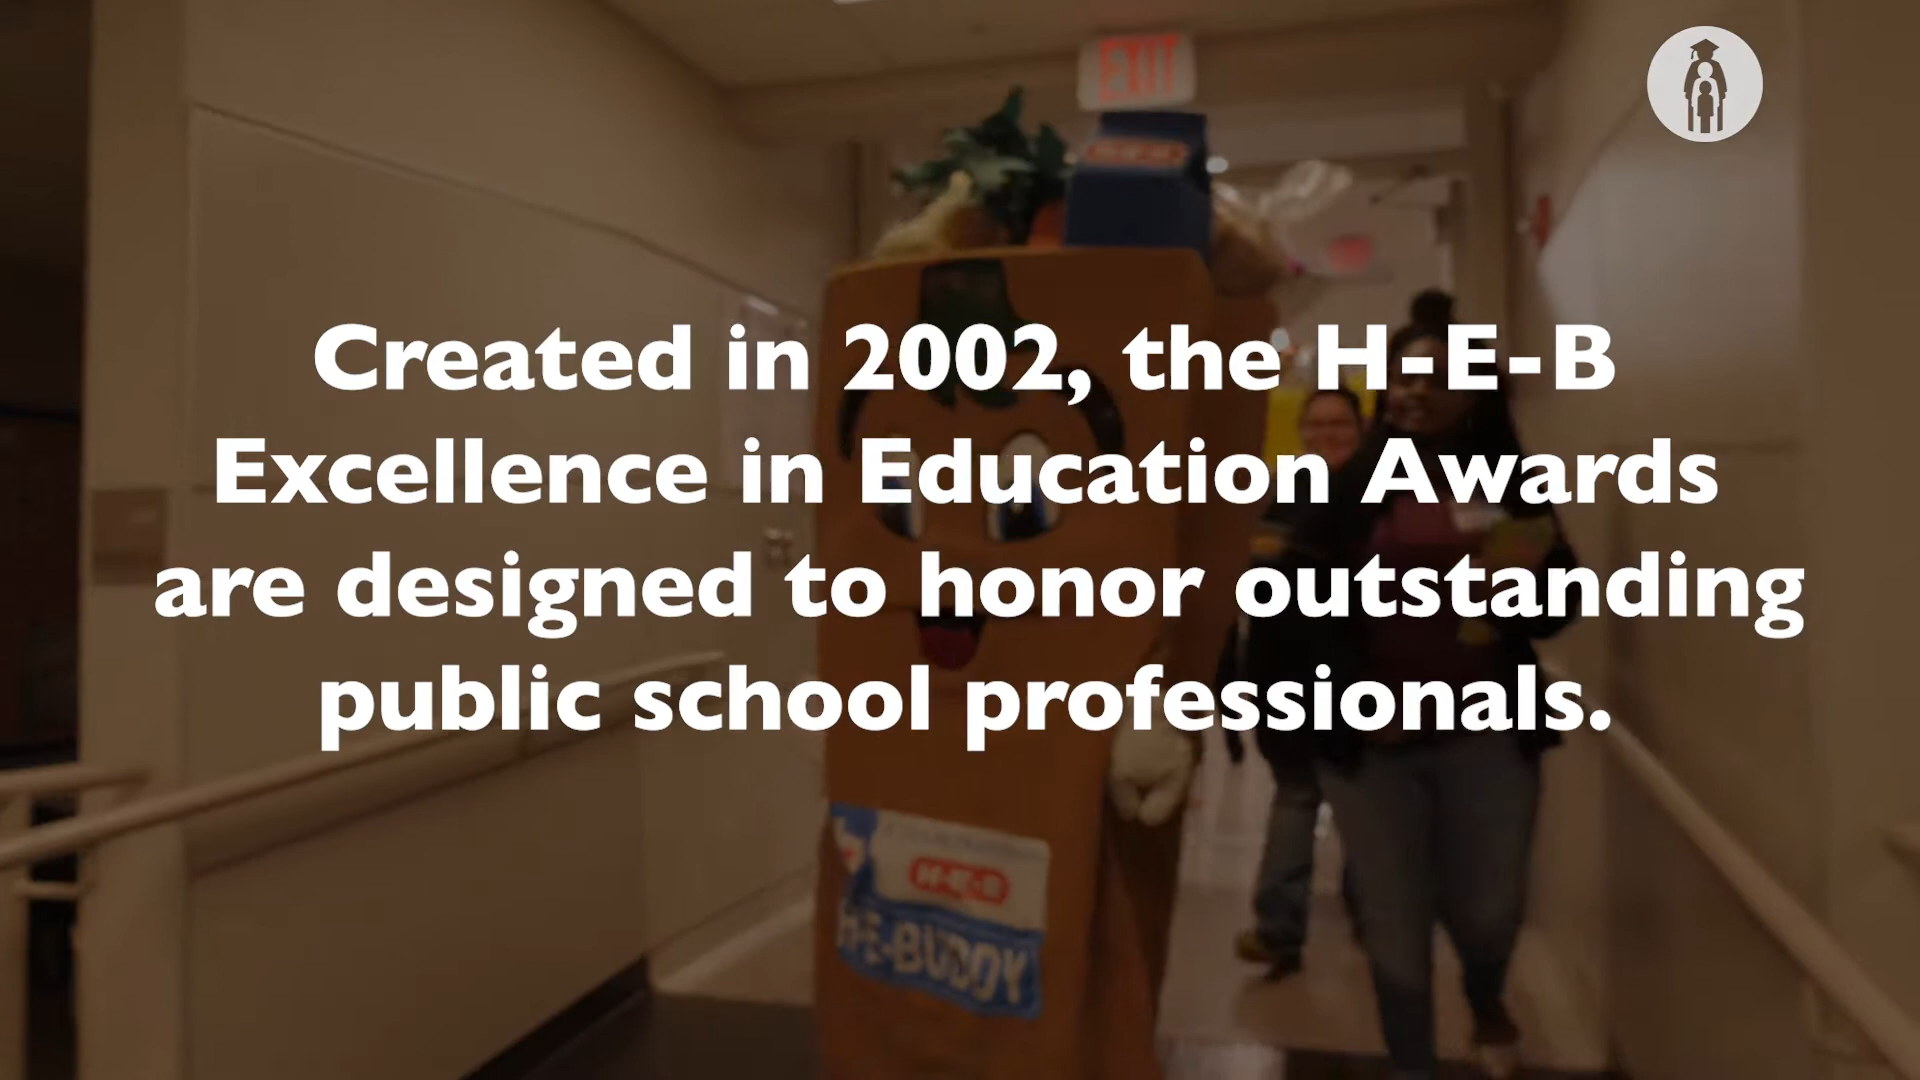 EXIT
Created in 2002, the H-E-B
Excellence in Education Awards
are designed to honor outstanding
public school professionals.
H-E-B
H-E-BUDDY